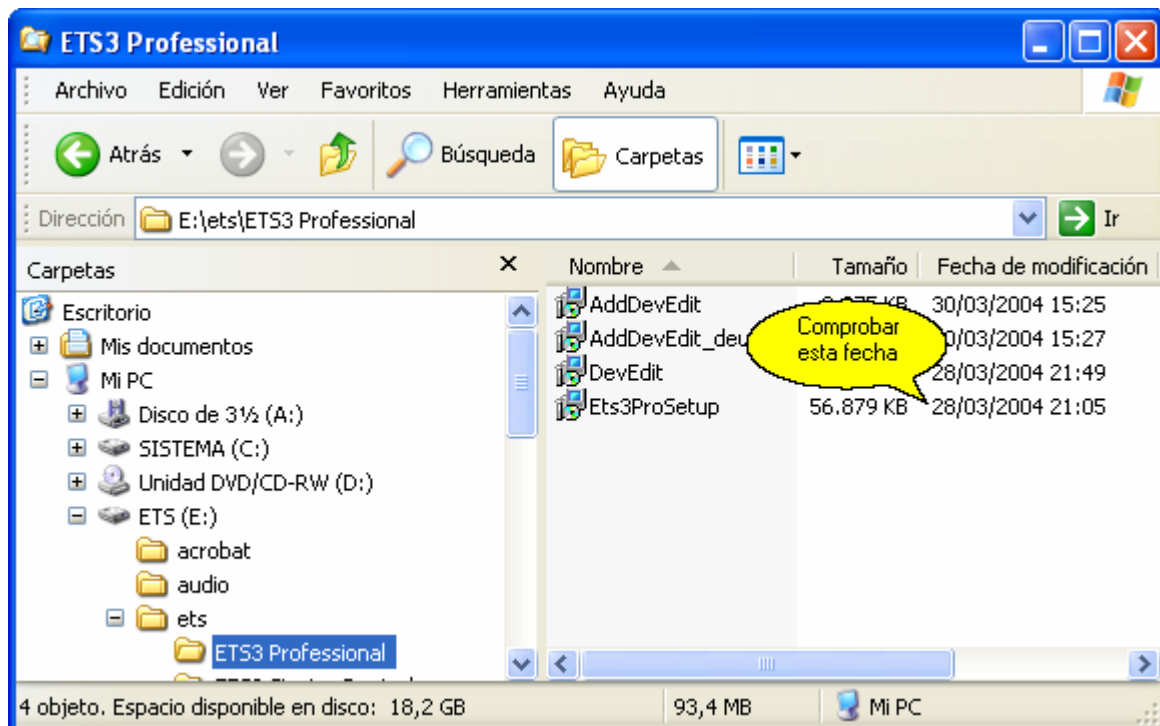 ETS3 Professional
Archivo Edición Ver Favoritos Herramientas Ayuda
Atrás Búsqueda Carpetas
Dirección E:\ets\ETS3 Professional Ir
Carpetas
Nombre Tamaño Fecha de modificación
Escritorio
Mis documentos
Mi PC
Disco de 3½ (A:)
SISTEMA (C:)
Unidad DVD/CD-RW (D:)
ETS (E:)
acrobat
audio
ets
ETS3 Professional
AddDevEdit 30/03/2004 15:25
AddDevEdit_deu 15:27
DevEdit 28/03/2004 21:49
Ets3ProSetup 56.879 KB 28/03/2004 21:05
Comprobar
esta fecha
4 objeto. Espacio disponible en disco: 18,2 GB 93,4 MB Mi PC